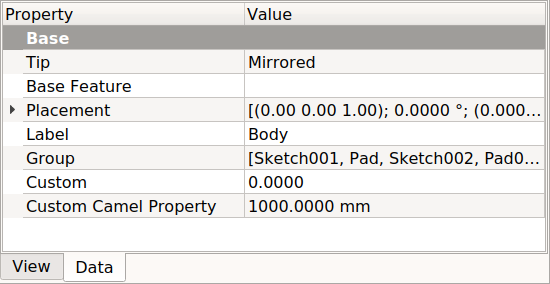 Property Value
Base
Tip Mirrored
Base Feature
Placement [(0.00 0.00 1.00); 0.0000 °; (0.000...
Label Body
Group [Sketch001, Pad, Sketch002, Pad0...
Custom 0.0000
Custom Camel Property 1000.0000 mm
View Data